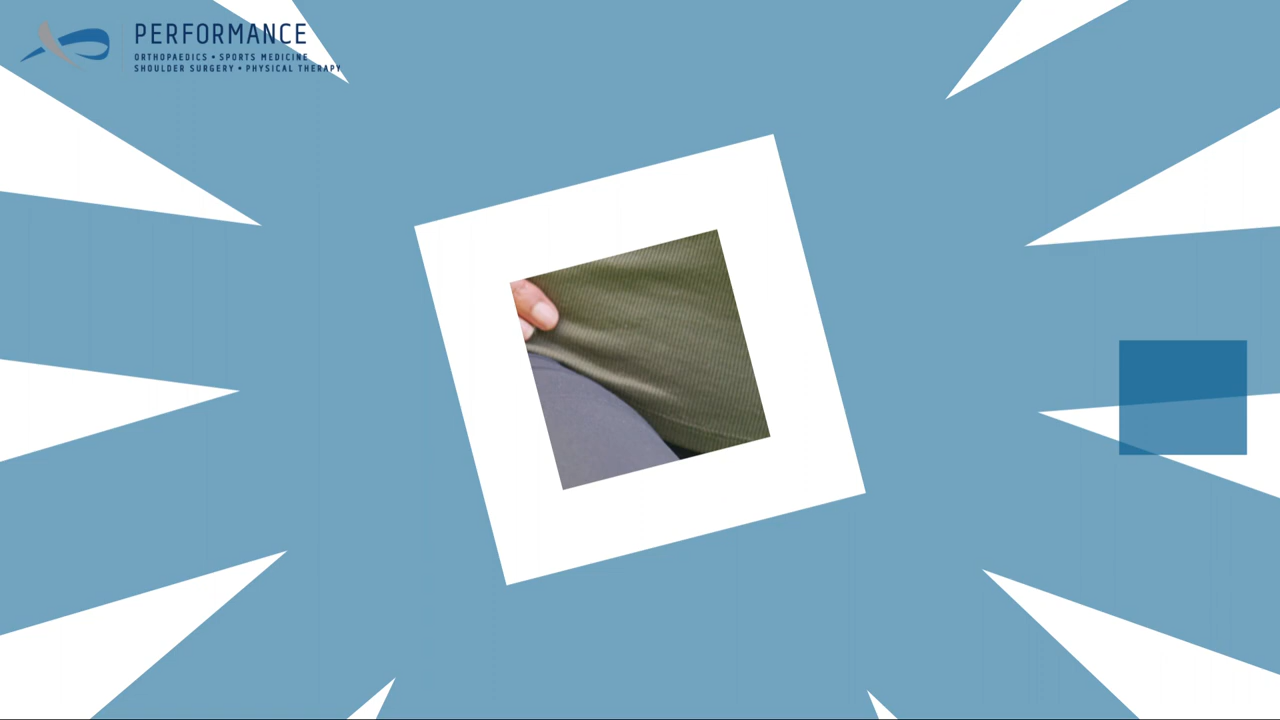 PERFORMANCE
ORTHOPAEDICS • SPORTS MEDICINE
SHOULDER SURGERY • PHYSICAL THERAPY